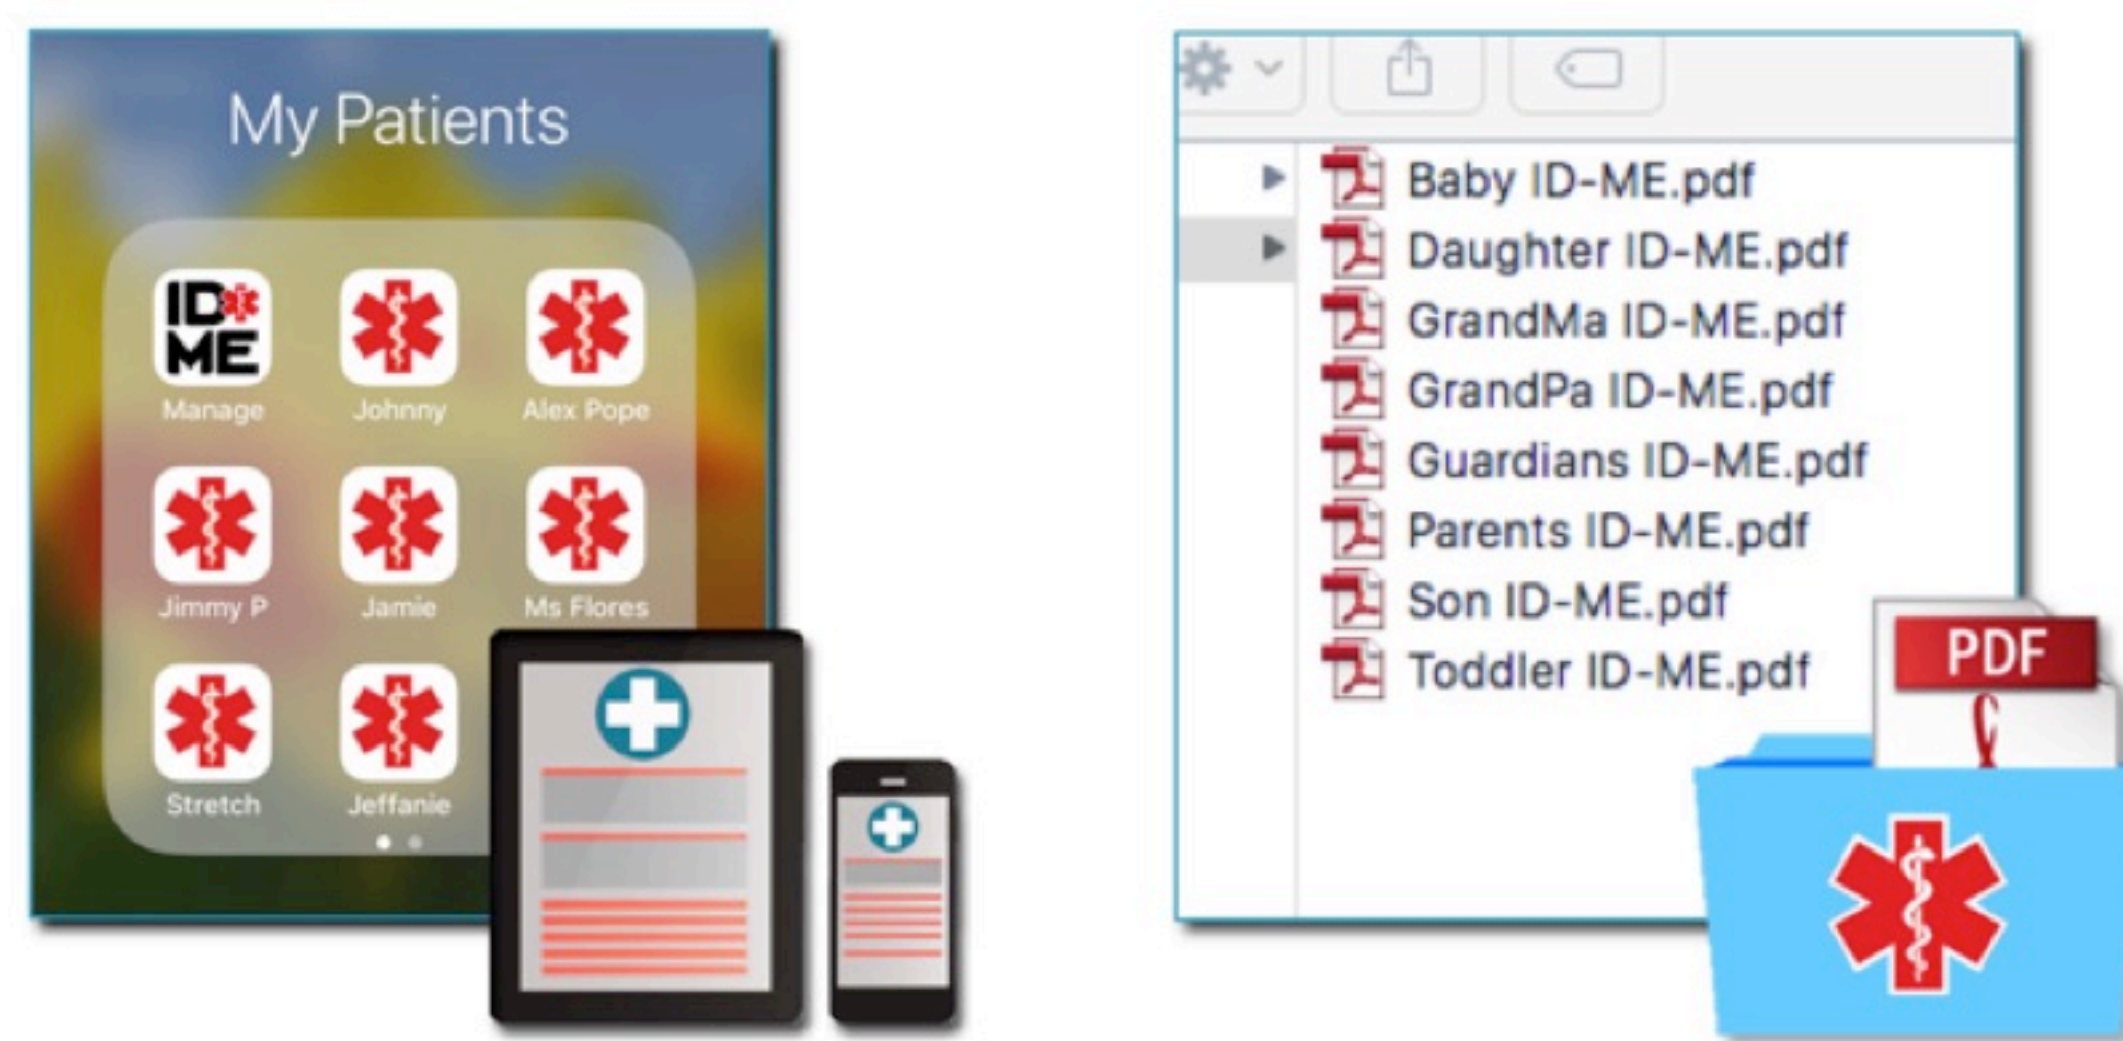 My Patients
ID
ME
Manage
Johnny
Alex Pope
Jimmy P
Jamie
Ms Flores
Stretch
Jeffanie
Baby ID-ME.pdf
Daughter ID-ME.pdf
GrandMa ID-ME.pdf
GrandPa ID-ME.pdf
Guardians ID-ME.pdf
Parents ID-ME.pdf
Son ID-ME.pdf
Toddler ID-ME.pdf
PDF